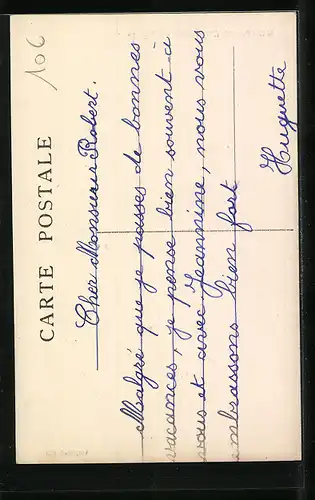 106
CARTE POSTALE
Cher Monsieur Robert.
Malgré que je passes de bonnes
vacances, je pense bien souvent à
vous et avec Jeannine, nous vous
embrassons bien fort
Huguette